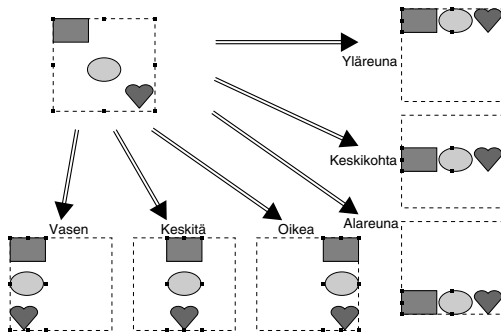 Yläreuna
Keskikohta
Vasen
Keskitä
Oikea
Alareuna